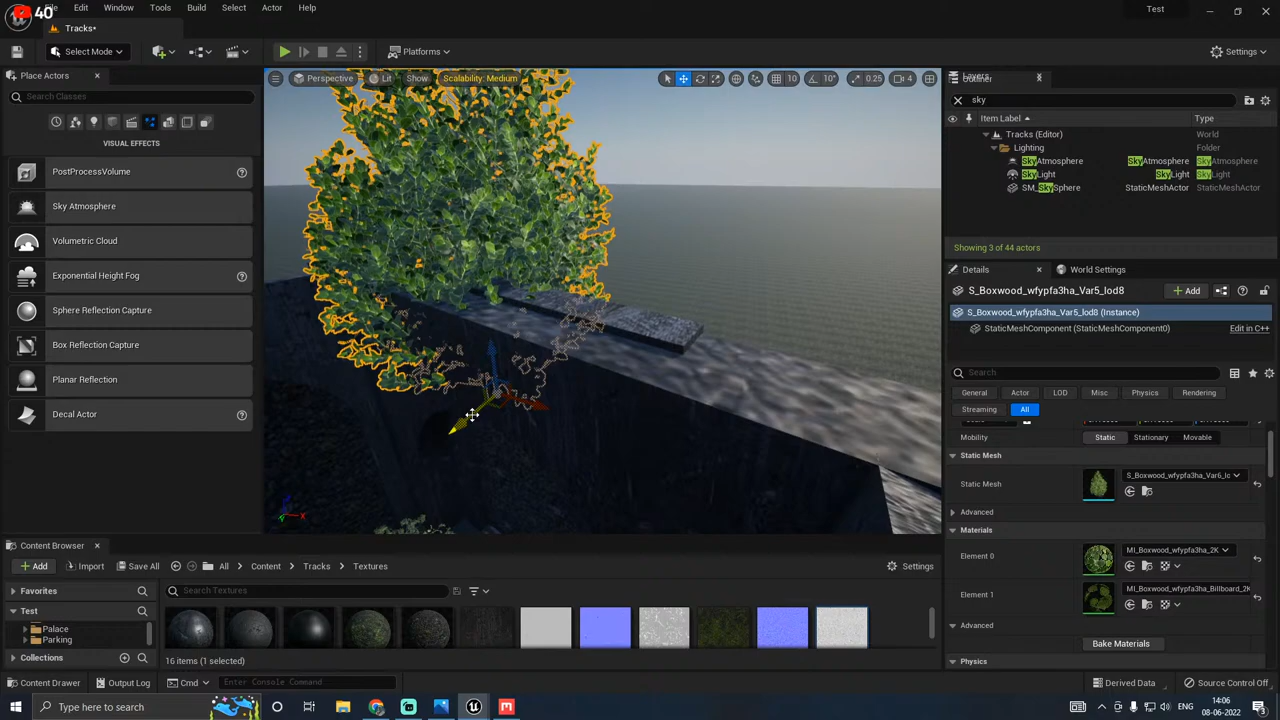 40
File Edit Window Tools Build Select Actor Help
Test
Tracks*
Select Mode
Platforms
Settings
Place Actors
Search Classes
VISUAL EFFECTS
PostProcessVolume
Sky Atmosphere
Volumetric Cloud
Exponential Height Fog
Sphere Reflection Capture
Box Reflection Capture
Planar Reflection
Decal Actor
Perspective Lit Show Scalability: Medium
10 10° 0.25 4
sky
Item Label Type
Tracks (Editor) World
Lighting Folder
SkyAtmosphere SkyAtmosphere
SkyLight SkyLight
SM_SkySphere StaticMeshActor
Showing 3 of 44 actors
Details World Settings
S_Boxwood_wfypfa3ha_Var5_lod8
Add
S_Boxwood_wfypfa3ha_Var5_lod8 (Instance)
StaticMeshComponent (StaticMeshComponent0) Edit in C++
Search
General Actor LOD Misc Physics Rendering
Streaming All
Mobility Static Stationary Movable
Static Mesh
Static Mesh S_Boxwood_wfypfa3ha_Var6_lc
Advanced
Materials
Element 0 MI_Boxwood_wfypfa3ha_2K
Element 1 MI_Boxwood_wfypfa3ha_Billboard_2K
Advanced
Bake Materials
Physics
Content Browser
Add Import Save All All Content Tracks Textures Settings
Favorites
Search Textures
Test
Palace
Parking
Collections
16 items (1 selected)
Content Drawer Output Log Cmd Enter Console Command Derived Data Source Control Off
Type here to search
14:06
08-06-2022
3
X